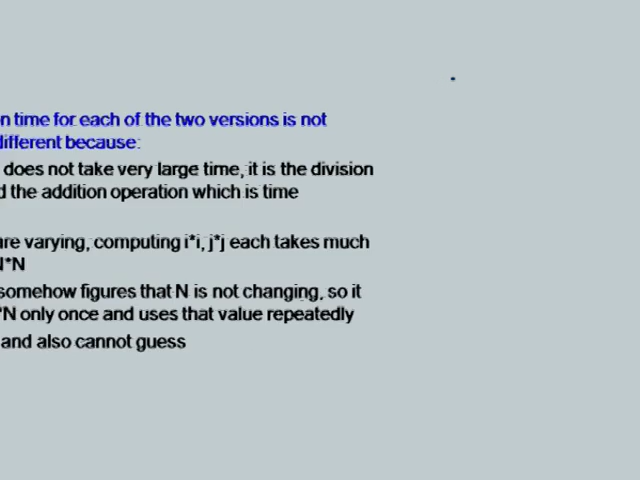 n time for each of the two versions is not
different because:
does not take very large time, it is the division
d the addition operation which is time
are varying, computing i*i, j*j each takes much
N*N
somehow figures that N is not changing, so it
*N only once and uses that value repeatedly
and also cannot guess